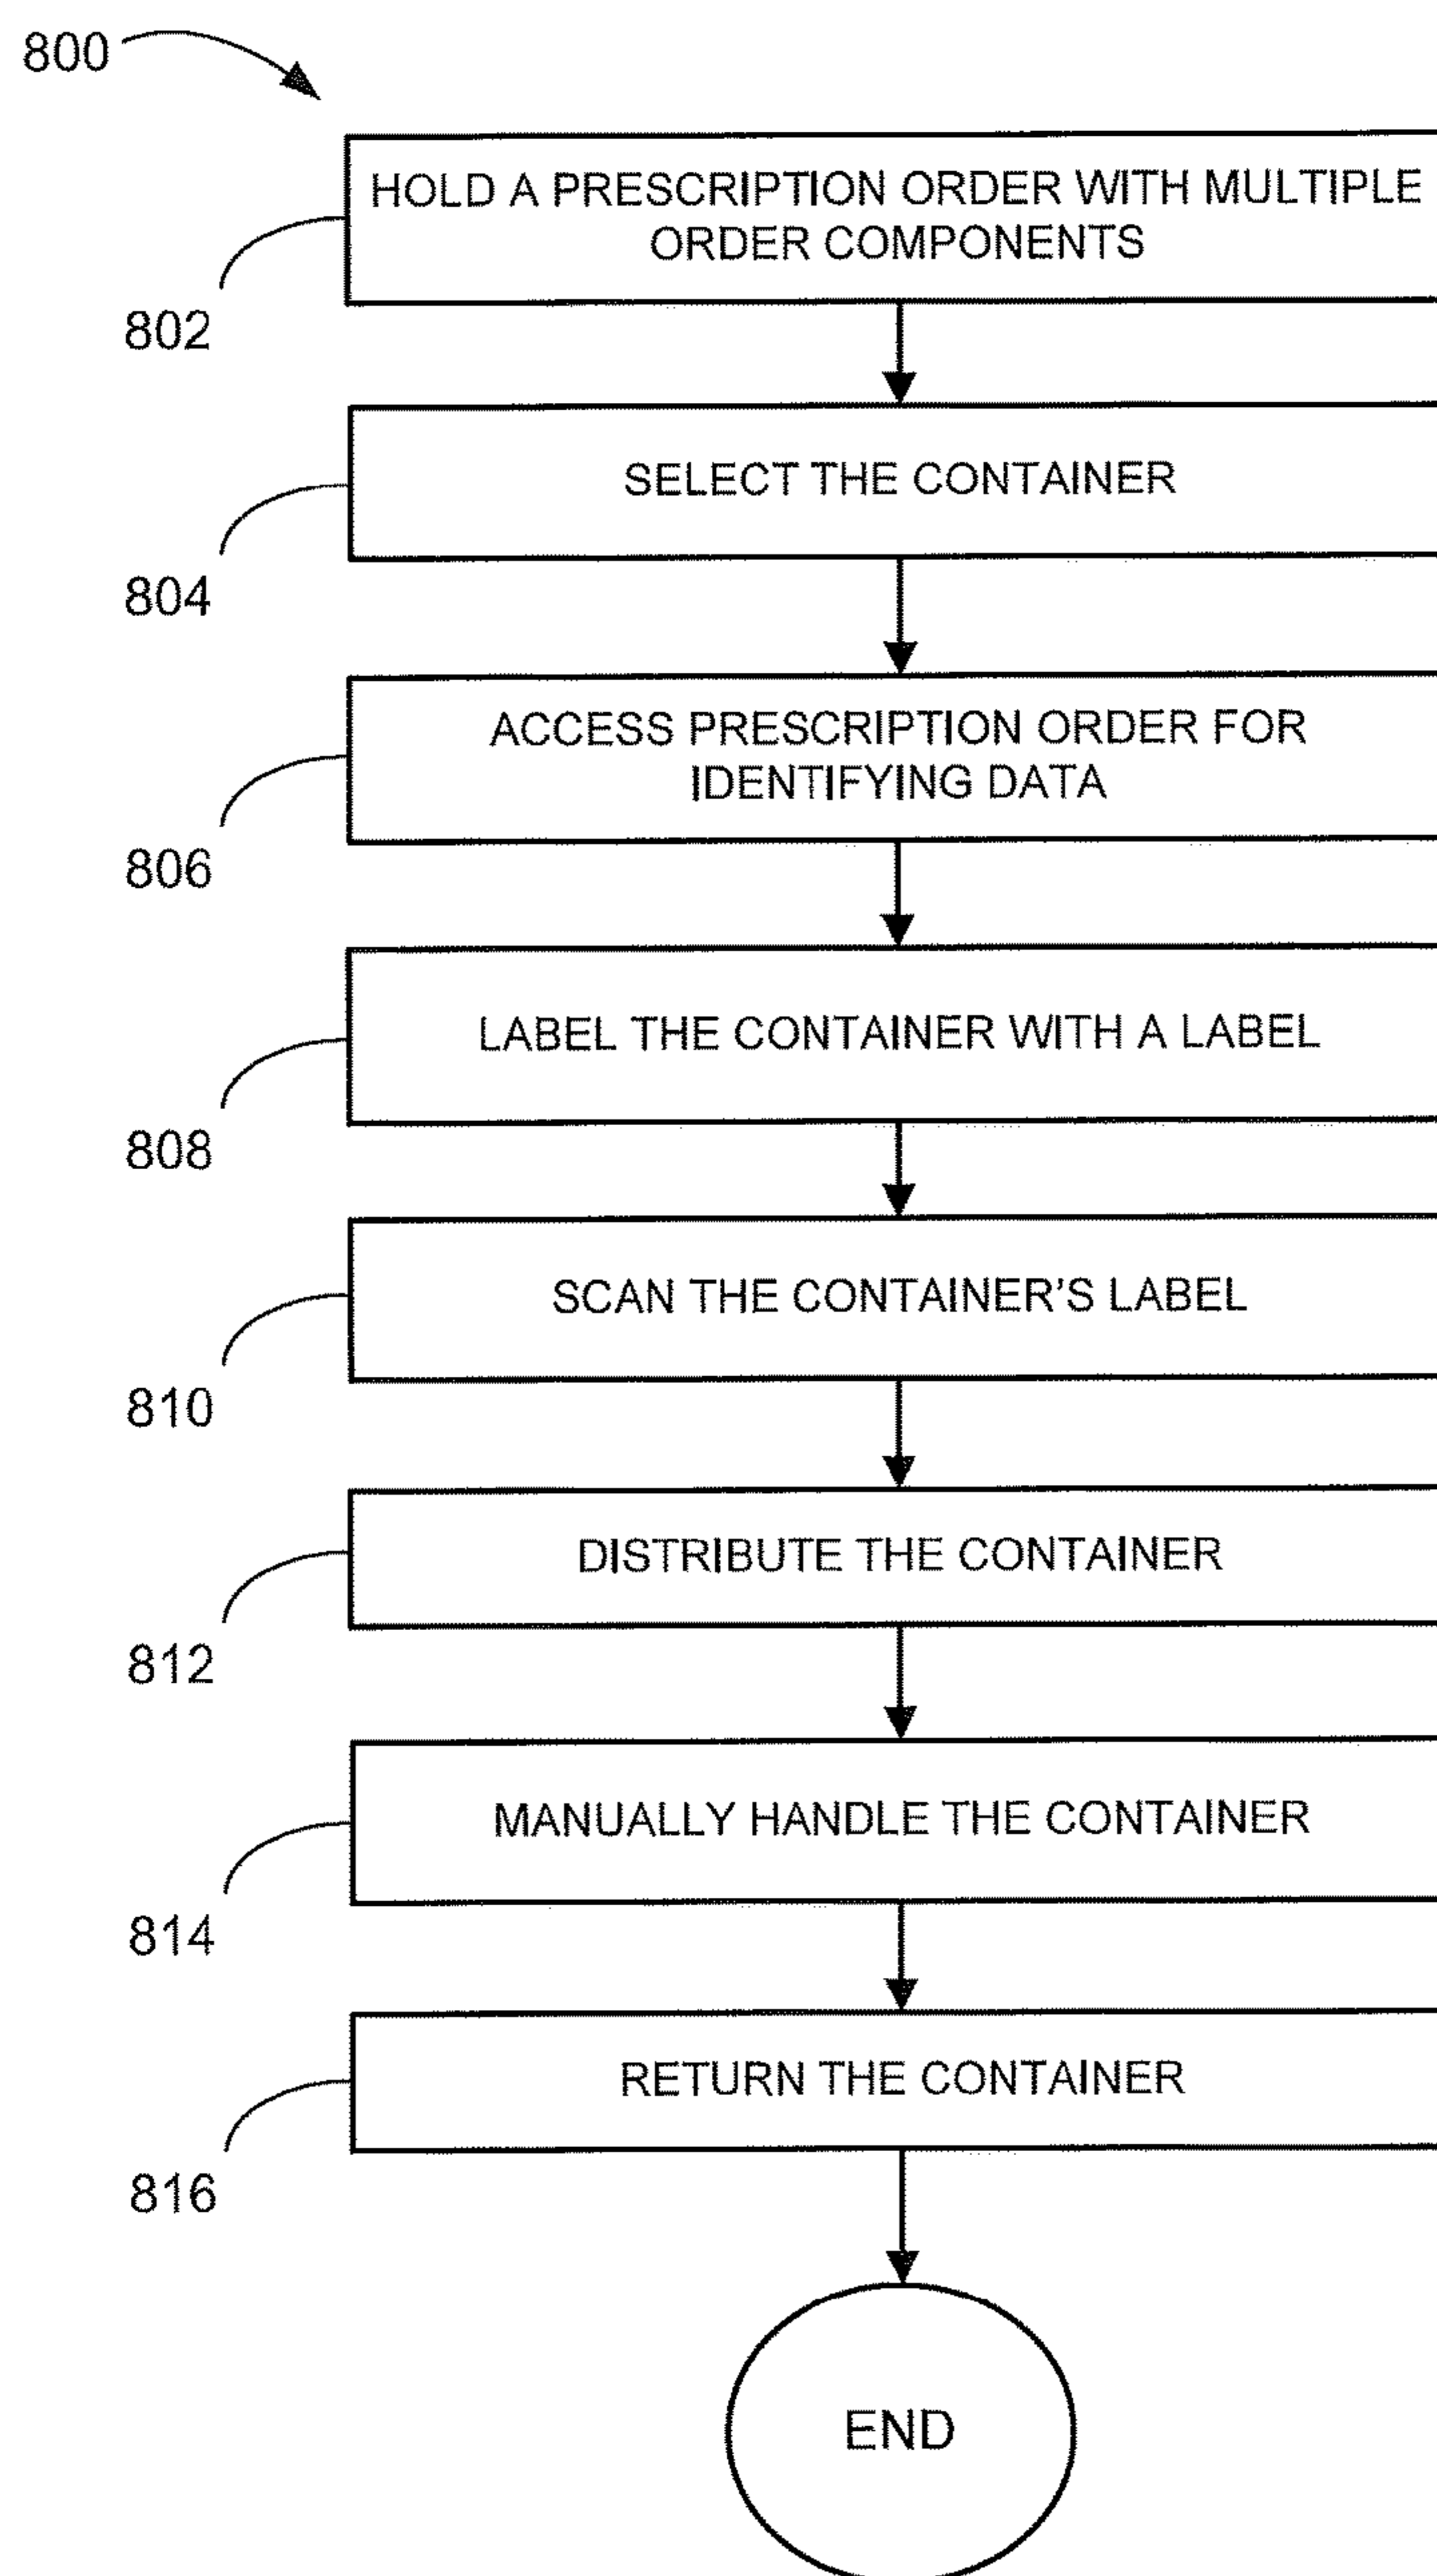 800
HOLD A PRESCRIPTION ORDER WITH MULTIPLE
ORDER COMPONENTS
802
SELECT THE CONTAINER
804
ACCESS PRESCRIPTION ORDER FOR
IDENTIFYING DATA
806
LABEL THE CONTAINER WITH A LABEL
808
SCAN THE CONTAINER'S LABEL
810
DISTRIBUTE THE CONTAINER
812
MANUALLY HANDLE THE CONTAINER
814
RETURN THE CONTAINER
816
END